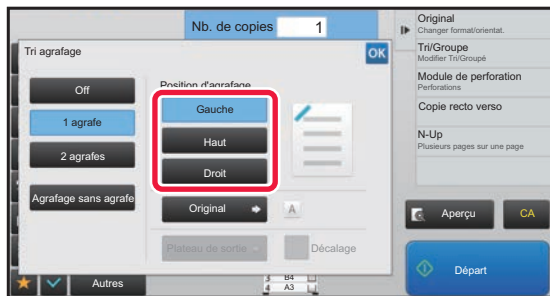 Nb. de copies 1
Tri agrafage
OK
Off
1 agrafe
2 agrafes
Agrafage sans agrafe
Position d'agrafage
Gauche
Haut
Droit
Original
A
Plateau de sortie
Décalage
Autres
3 B4
4 A3
Original
Changer format/orientat.
Tri/Groupe
Modifier Tri/Groupé
Module de perforation
Perforations
Copie recto verso
N-Up
Plusieurs pages sur une page
Aperçu
CA
Départ